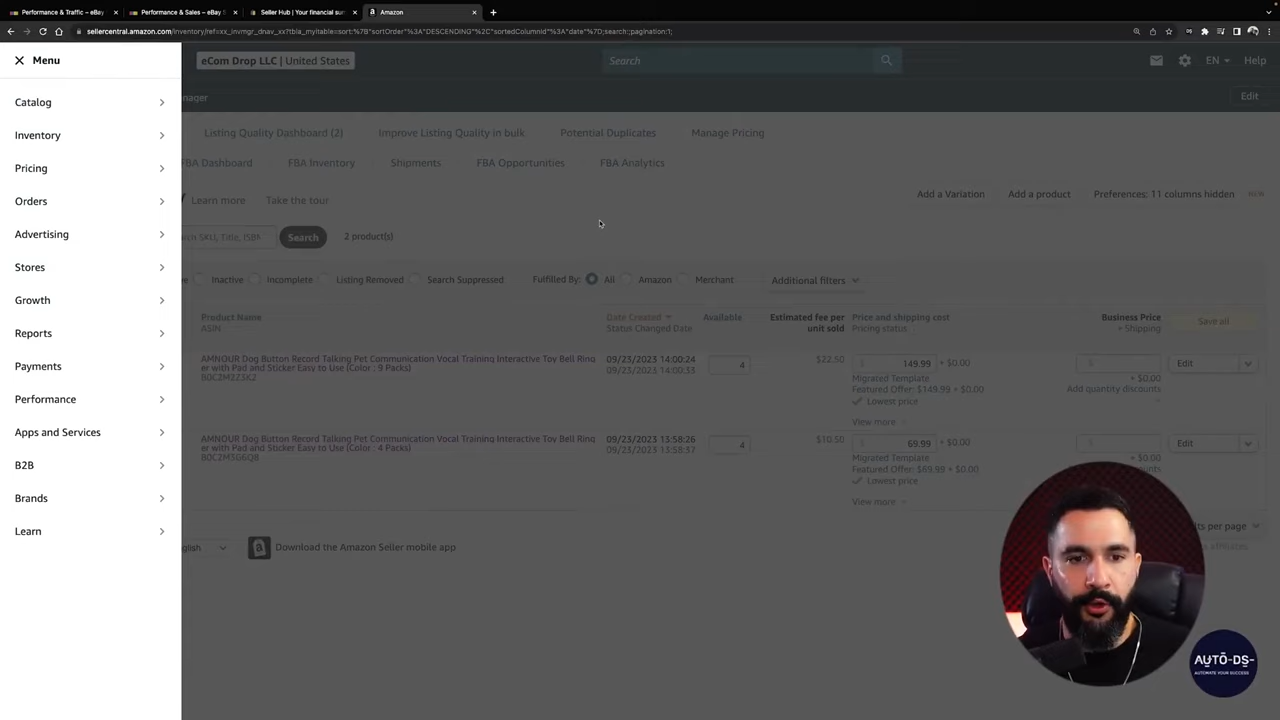 Performance & Traffic – eBay
Performance & Sales – eBay
Seller Hub | Your financial sum
Amazon
sellercentral.amazon.com/inventory/ref=xx_invmgr_dnav_xx?tbla_myitable=sort:%7B"sortOrder"%3A"DESCENDING"%2C"sortedColumnId"%3A"date"%7D;search:;pagination:1;
Menu
eCom Drop LLC | United States
Search
EN
Help
Catalog
nager
Edit
Inventory
Listing Quality Dashboard (2)
Improve Listing Quality in bulk
Potential Duplicates
Manage Pricing
Pricing
FBA Dashboard
FBA Inventory
Shipments
FBA Opportunities
FBA Analytics
Orders
Learn more
Take the tour
Add a Variation
Add a product
Preferences: 11 columns hidden
NEW
Advertising
Search
2 product(s)
Stores
Inactive
Incomplete
Listing Removed
Search Suppressed
Fulfilled By:
All
Amazon
Merchant
Additional filters
Growth
Product Name
ASIN
Date Created
Status Changed Date
Available
Estimated fee per
unit sold
Price and shipping cost
Pricing status
Business Price
+ Shipping
Save all
Reports
Payments
AMNOUR Dog Button Record Talking Pet Communication Vocal Training Interactive Toy Bell Ring
er with Pad and Sticker Easy to Use (Color : 9 Packs)
09/23/2023 14:00:24
09/23/2023 14:00:33
4
$22.50
$ 149.99 + $0.00
Migrated Template
Featured Offer: $149.99 + $0.00
Lowest price
View more
$
+ $0.00
Add quantity discounts
Edit
Performance
Apps and Services
AMNOUR Dog Button Record Talking Pet Communication Vocal Training Interactive Toy Bell Ring
er with Pad and Sticker Easy to Use (Color : 4 Packs)
09/23/2023 13:58:26
09/23/2023 13:58:37
4
$10.50
$ 69.99 + $0.00
Migrated Template
Featured Offer: $69.99 + $0.00
Lowest price
View more
$
+ $0.00
Edit
B2B
Brands
Learn
Download the Amazon Seller mobile app
AUTO-DS-
AUTOMATE YOUR SUCCESS